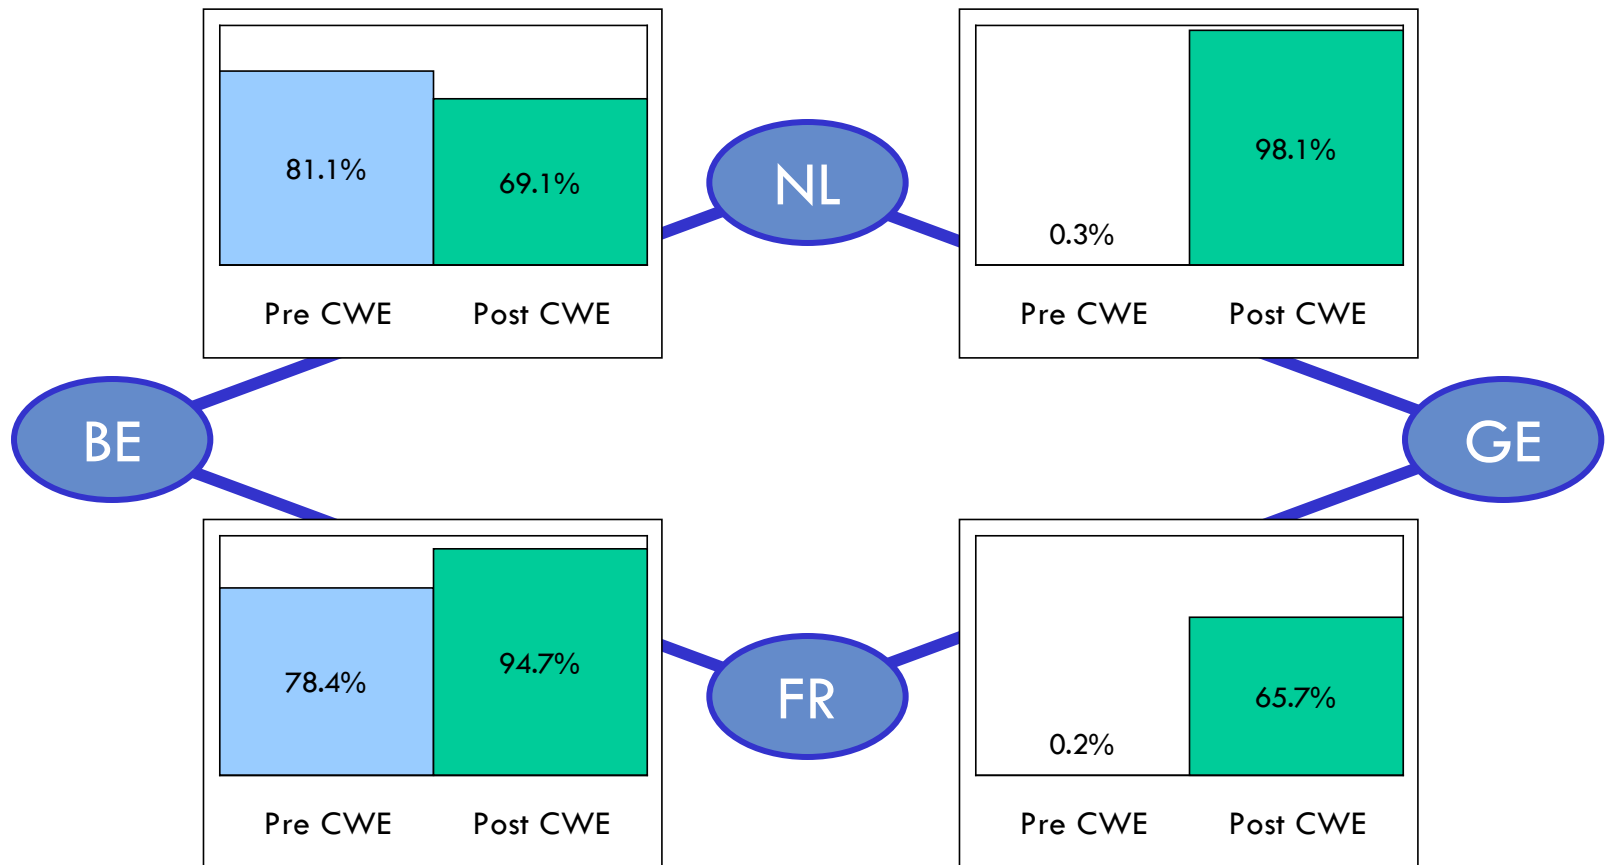 81.1%
69.1%
Pre CWE Post CWE
NL
98.1%
0.3%
Pre CWE Post CWE
BE
GE
78.4%
94.7%
Pre CWE Post CWE
FR
65.7%
0.2%
Pre CWE Post CWE